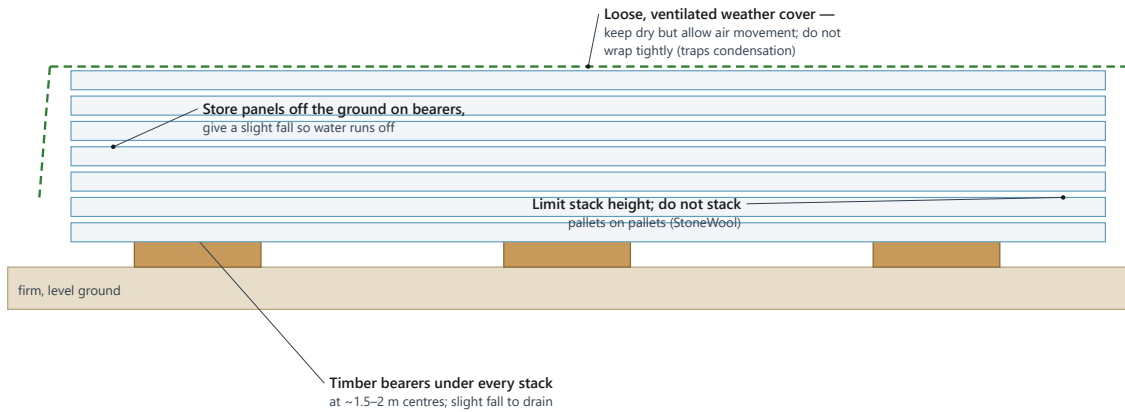 Loose, ventilated weather cover —
keep dry but allow air movement; do not
wrap tightly (traps condensation)
Store panels off the ground on bearers,
give a slight fall so water runs off
Limit stack height; do not stack
pallets on pallets (StoneWool)
firm, level ground
Timber bearers under every stack
at ~1.5–2 m centres; slight fall to drain